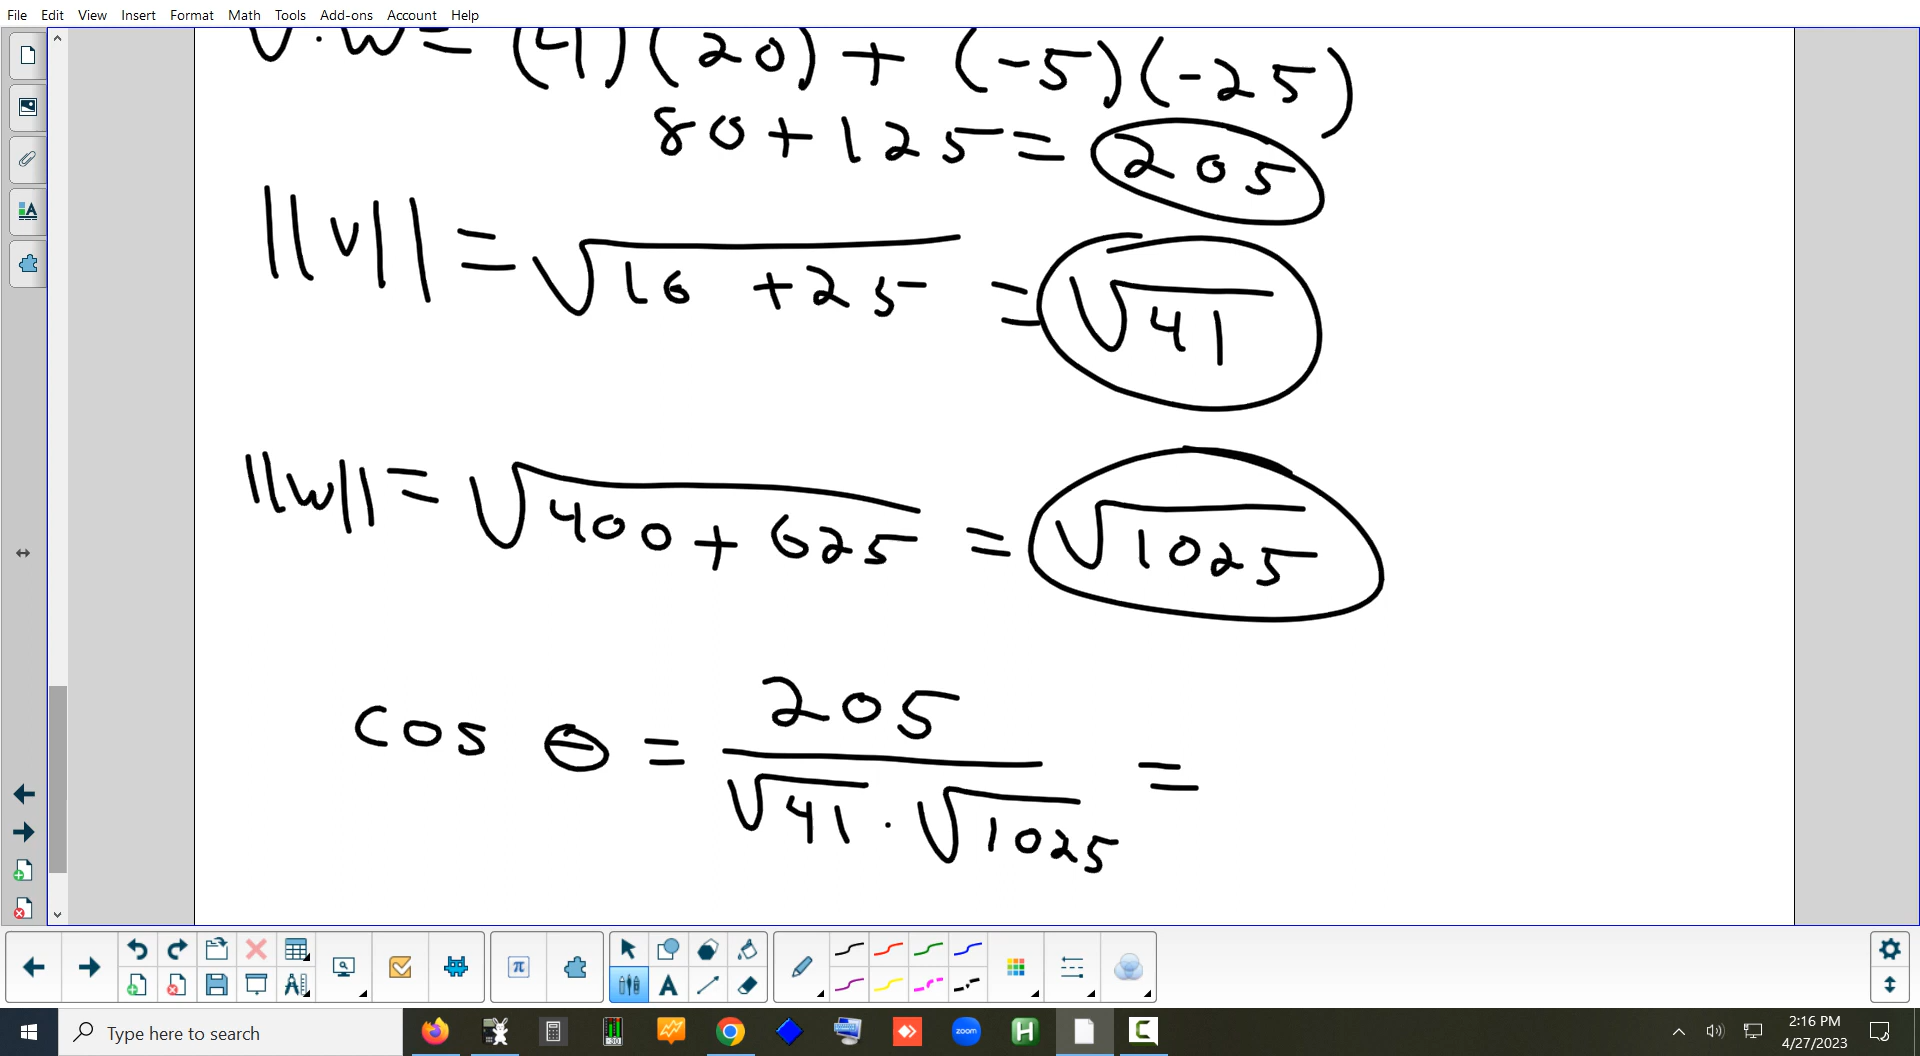 File Edit View Insert Format Math Tools Add-ons Account Help
V · W = (4)(20) + (-5)(-25)
80 + 125 = 205
||V|| = √16 + 25 = √41
||W|| = √400 + 625 = √1025
cos θ = 205 / √41 · √1025 =
π
A
zoom
H
C
Type here to search
2:16 PM
4/27/2023